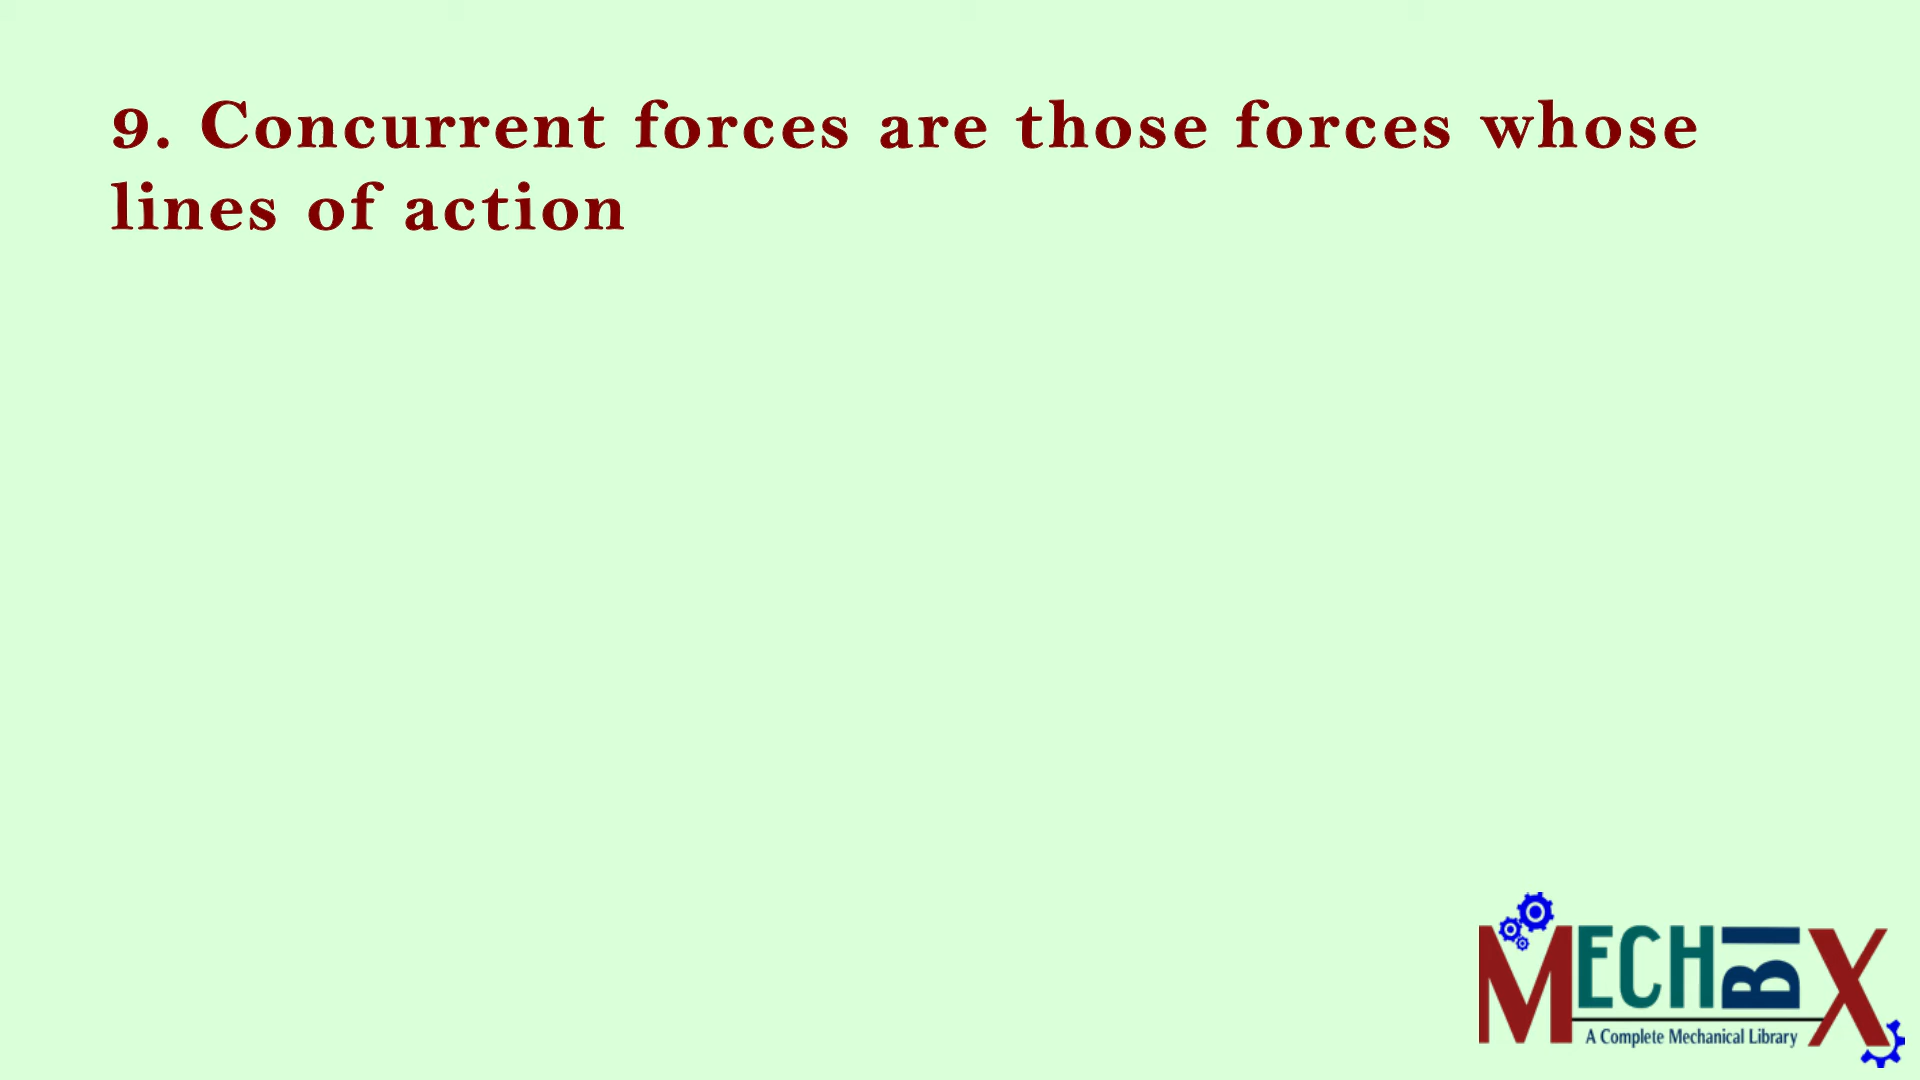 9. Concurrent forces are those forces whose
lines of action
MECHBIX
A Complete Mechanical Library